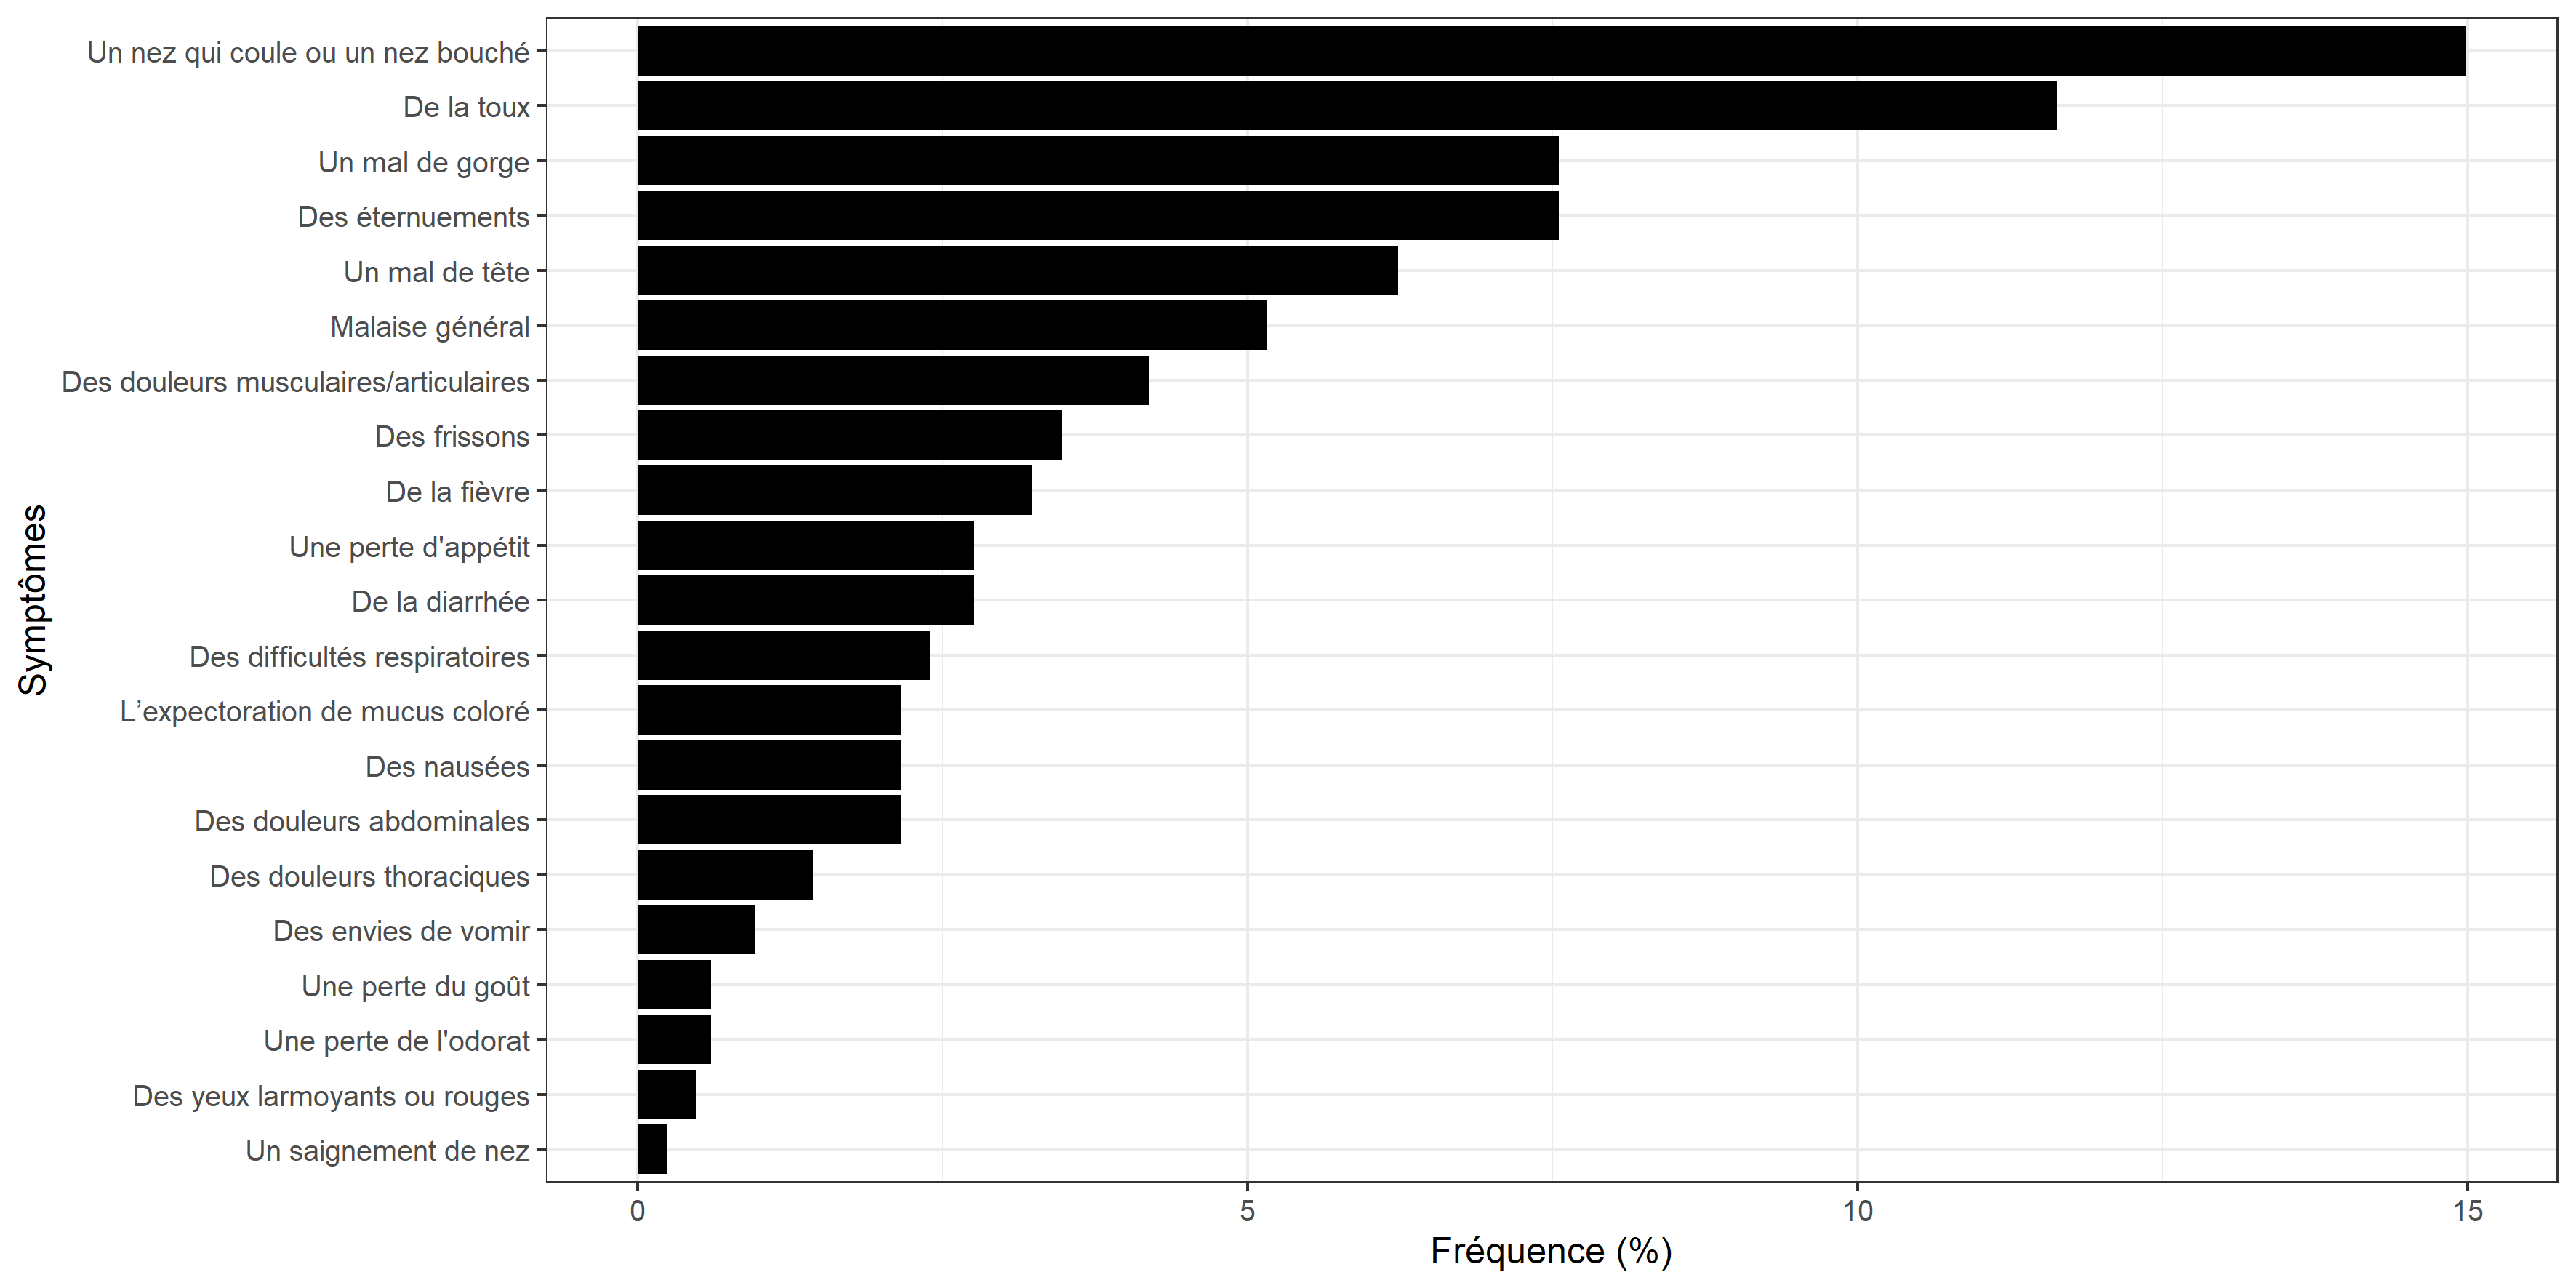 Un nez qui coule ou un nez bouché
De la toux
Un mal de gorge
Des éternuements
Un mal de tête
Malaise général
Des douleurs musculaires/articulaires
Des frissons
De la fièvre
Une perte d'appétit
De la diarrhée
Des difficultés respiratoires
L’expectoration de mucus coloré
Des nausées
Des douleurs abdominales
Des douleurs thoraciques
Des envies de vomir
Une perte du goût
Une perte de l'odorat
Des yeux larmoyants ou rouges
Un saignement de nez
Symptômes
0 5 10 15
Fréquence (%)